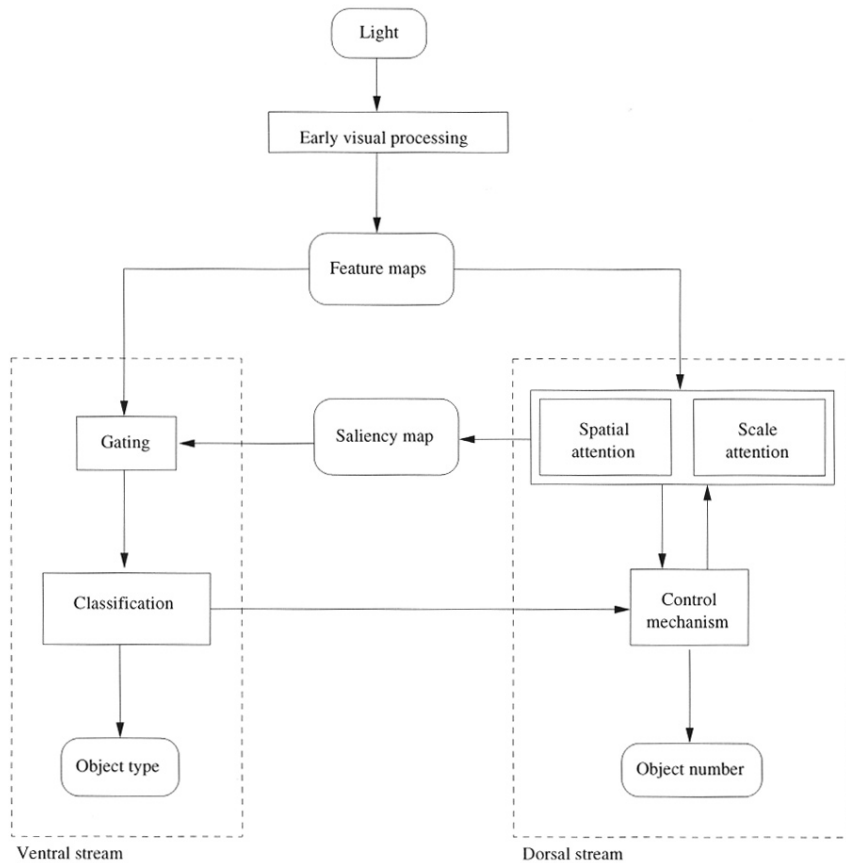 Light
Early visual processing
Feature maps
Gating
Saliency map
Spatial
attention
Scale
attention
Classification
Control
mechanism
Object type
Object number
Ventral stream
Dorsal stream